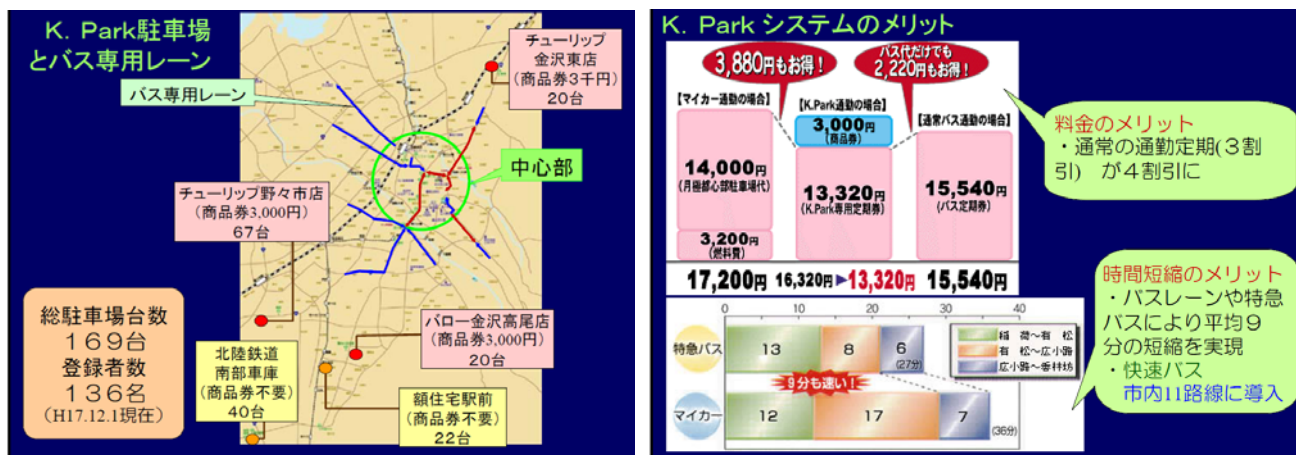 K. Park駐車場
とバス専用レーン
バス専用レーン
チューリップ
金沢東店
(商品券3千円)
20台
中心部
チューリップ野々市店
(商品券3,000円)
67台
総駐車場台数
169台
登録者数
136名
(H17.12.1現在)
北陸鉄道
南部車庫
(商品券不要)
40台
バロー金沢高尾店
(商品券3,000円)
20台
額住宅駅前
(商品券不要)
22台
K. Park システムのメリット
3,880円もお得!
バス代だけでも
2,220円もお得!
【マイカー通勤の場合】
【K.Park通勤の場合】
【通常バス通勤の場合】
3,000円
(商品券)
14,000円
(月極都心部駐車場代)
13,320円
(K.Park専用定期券)
15,540円
(バス定期券)
3,200円
(燃料費)
17,200円 16,320円▶13,320円 15,540円
料金のメリット
・通常の通勤定期(3割
引) が4割引に
0 10 20 30 40
特急バス
13 8 6
(27分)
稲 荷〜有 松
有 松〜広小路
広小路〜香林坊
9分も速い!
マイカー
12 17 7
(36分)
時間短縮のメリット
・バスレーンや特急
バスにより平均9
分の短縮を実現
・快速バス
市内11路線に導入